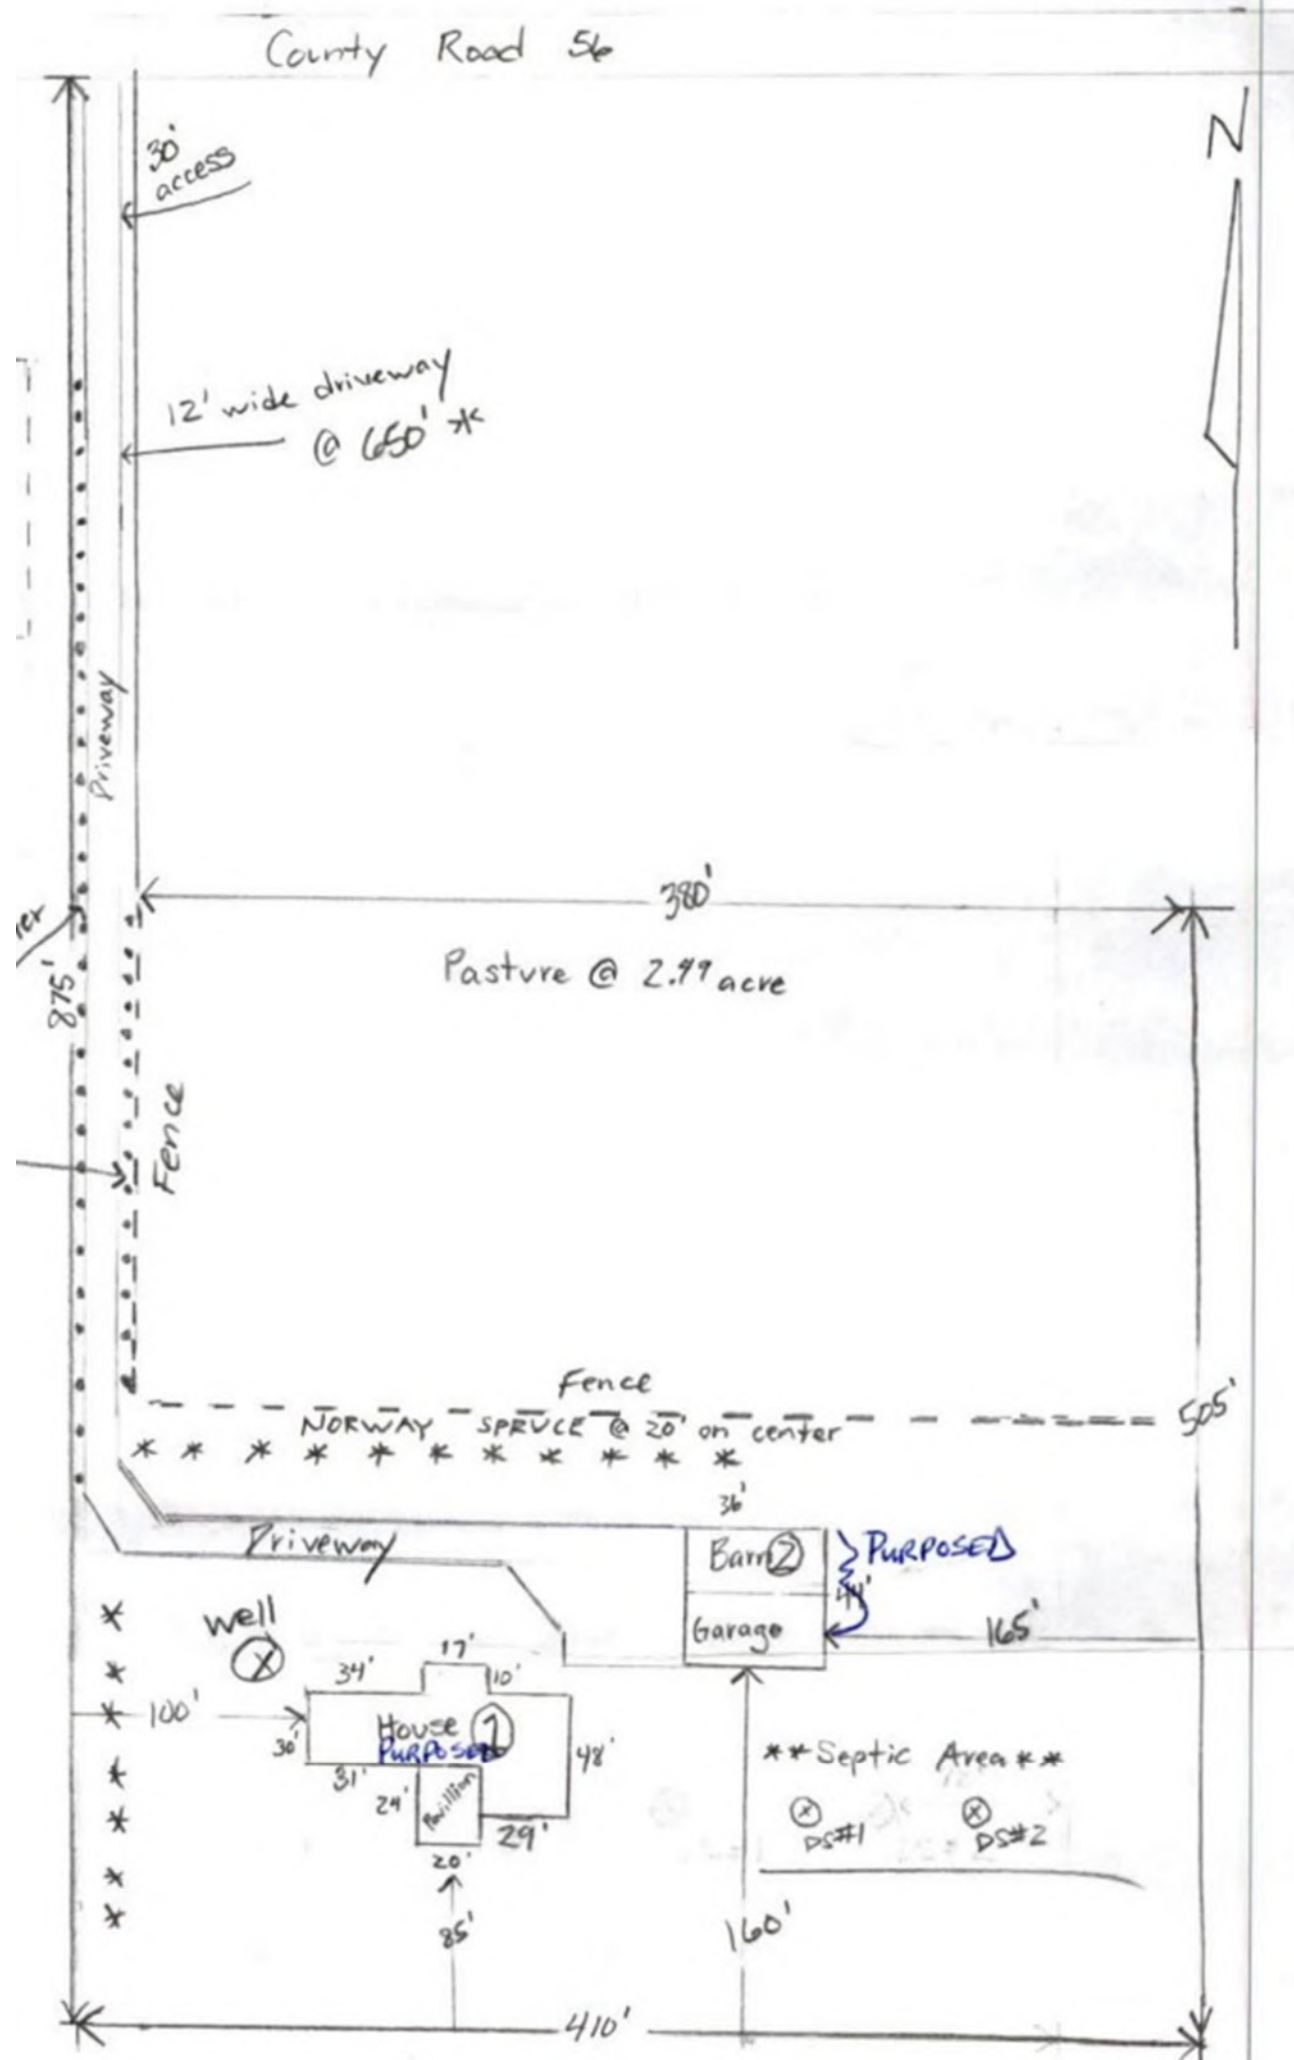 County Road 56
N
30'
access
12' wide driveway
@ 650' *
Driveway
380'
Pasture @ 2.99 acre
875'
Fence
Fence
505'
NORWAY SPRUCE @ 20' on center
36'
Driveway
Barn 2
PURPOSED
44'
Garage
165'
well
X
17'
34'
10'
100'
House 1
PURPOSED
30'
48'
**Septic Area**
31'
24'
Pavillion
29'
X
X
DS#1
DS#2
20'
85'
160'
410'